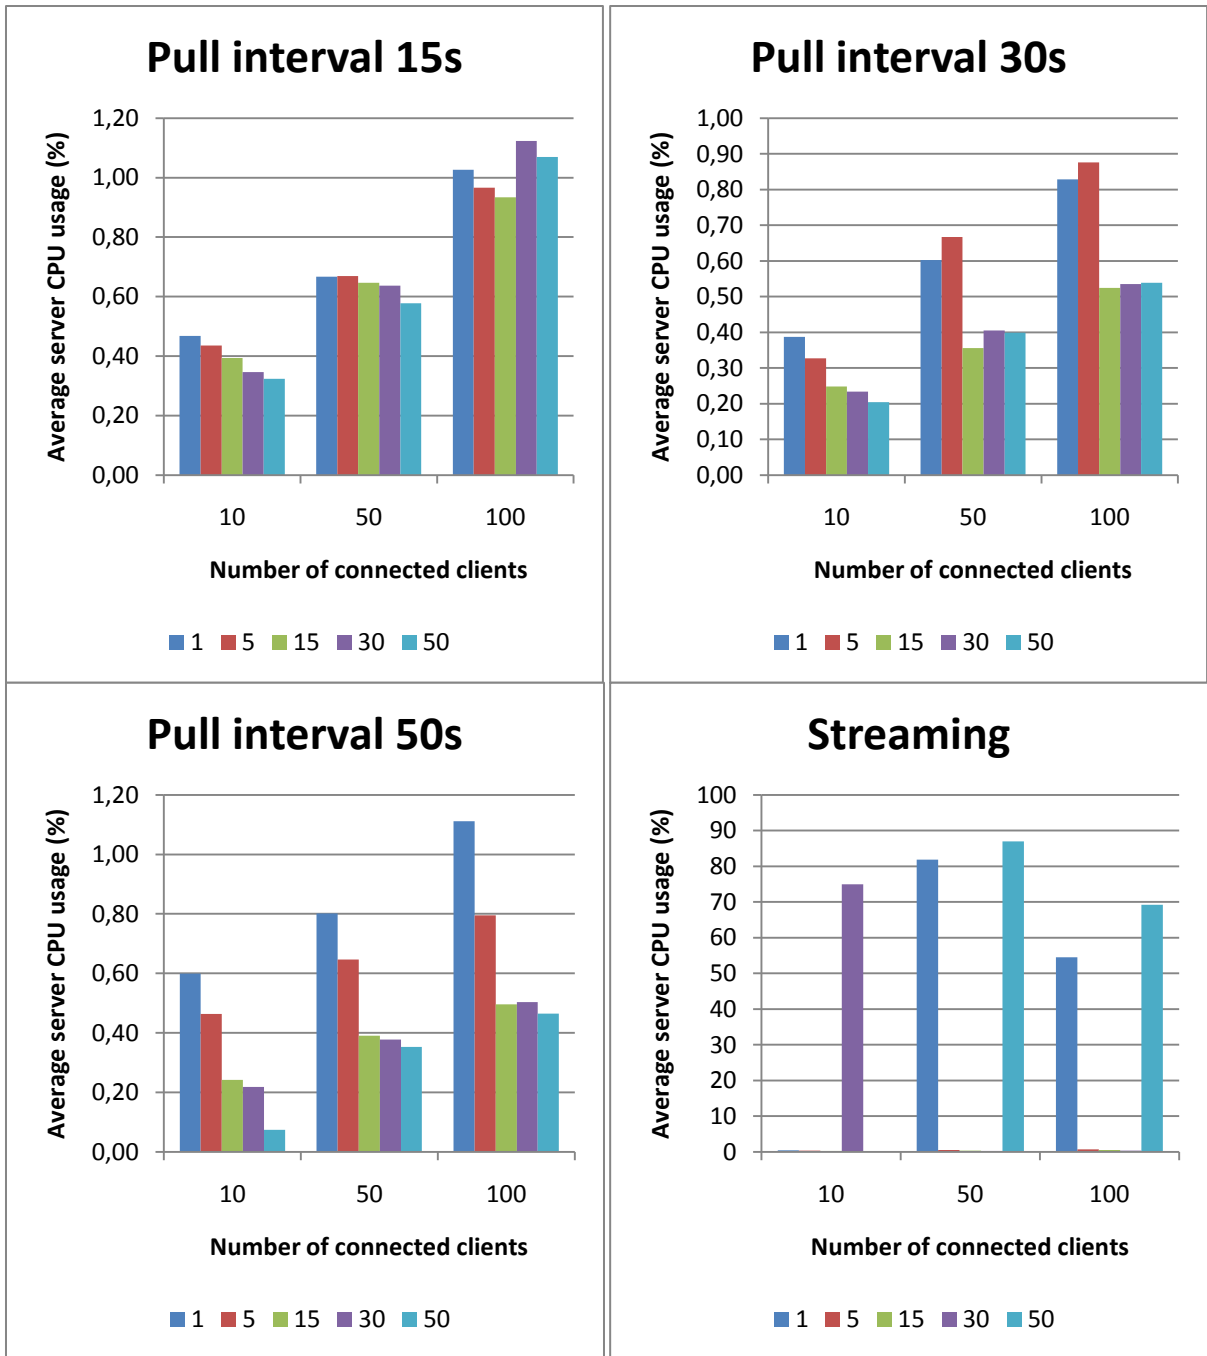 Pull interval 15s
Average server CPU usage (%)
1,20
1,00
0,80
0,60
0,40
0,20
0,00
10 50 100
Number of connected clients
1 5 15 30 50
Pull interval 30s
Average server CPU usage (%)
1,00
0,90
0,80
0,70
0,60
0,50
0,40
0,30
0,20
0,10
0,00
10 50 100
Number of connected clients
1 5 15 30 50
Pull interval 50s
Average server CPU usage (%)
1,20
1,00
0,80
0,60
0,40
0,20
0,00
10 50 100
Number of connected clients
1 5 15 30 50
Streaming
Average server CPU usage (%)
100
90
80
70
60
50
40
30
20
10
0
10 50 100
Number of connected clients
1 5 15 30 50